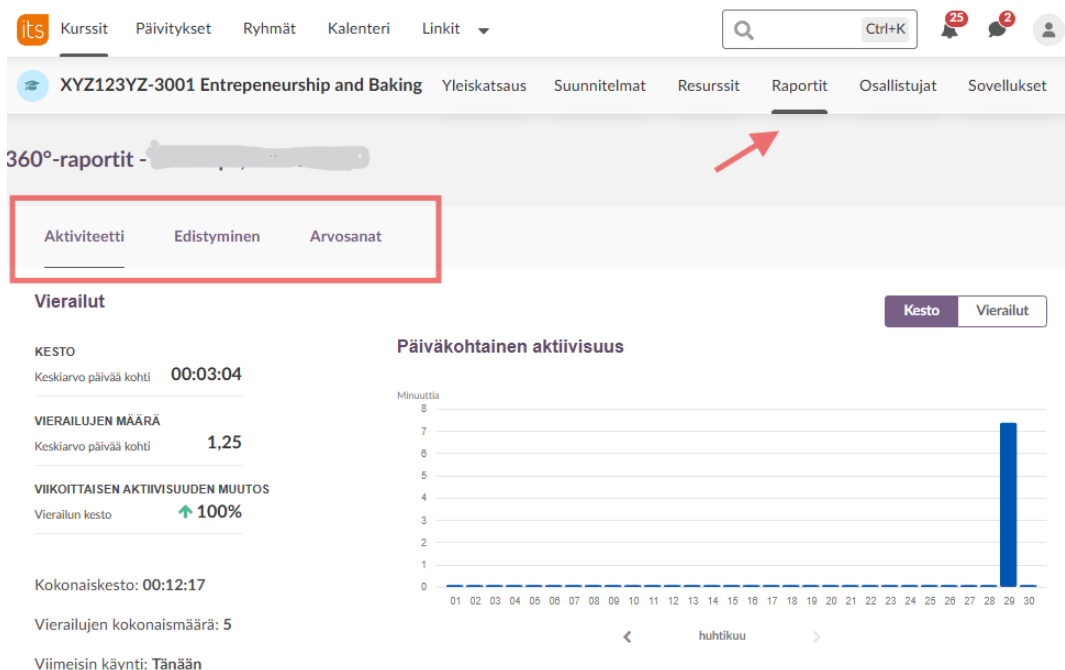 its Kurssit Päivitykset Ryhmät Kalenteri Linkit Ctrl+K 25 2
XYZ123YZ-3001 Entrepeneurship and Baking Yleiskatsaus Suunnitelmat Resurssit Raportit Osallistujat Sovellukset
360°-raportit -
Aktiviteetti Edistyminen Arvosanat
Vierailut
Kesto Vierailut
KESTO
Keskiarvo päivää kohti 00:03:04
VIERAILUJEN MÄÄRÄ
Keskiarvo päivää kohti 1,25
VIIKOITTAISEN AKTIIVISUUDEN MUUTOS
Vierailun kesto 100%
Kokonaiskesto: 00:12:17
Vierailujen kokonaismäärä: 5
Viimeisin käynti: Tänään
Päiväkohtainen aktiivisuus
Minuuttia
8
7
6
5
4
3
2
1
0
01 02 03 04 05 06 07 08 09 10 11 12 13 14 15 16 17 18 19 20 21 22 23 24 25 26 27 28 29 30
huhtikuu